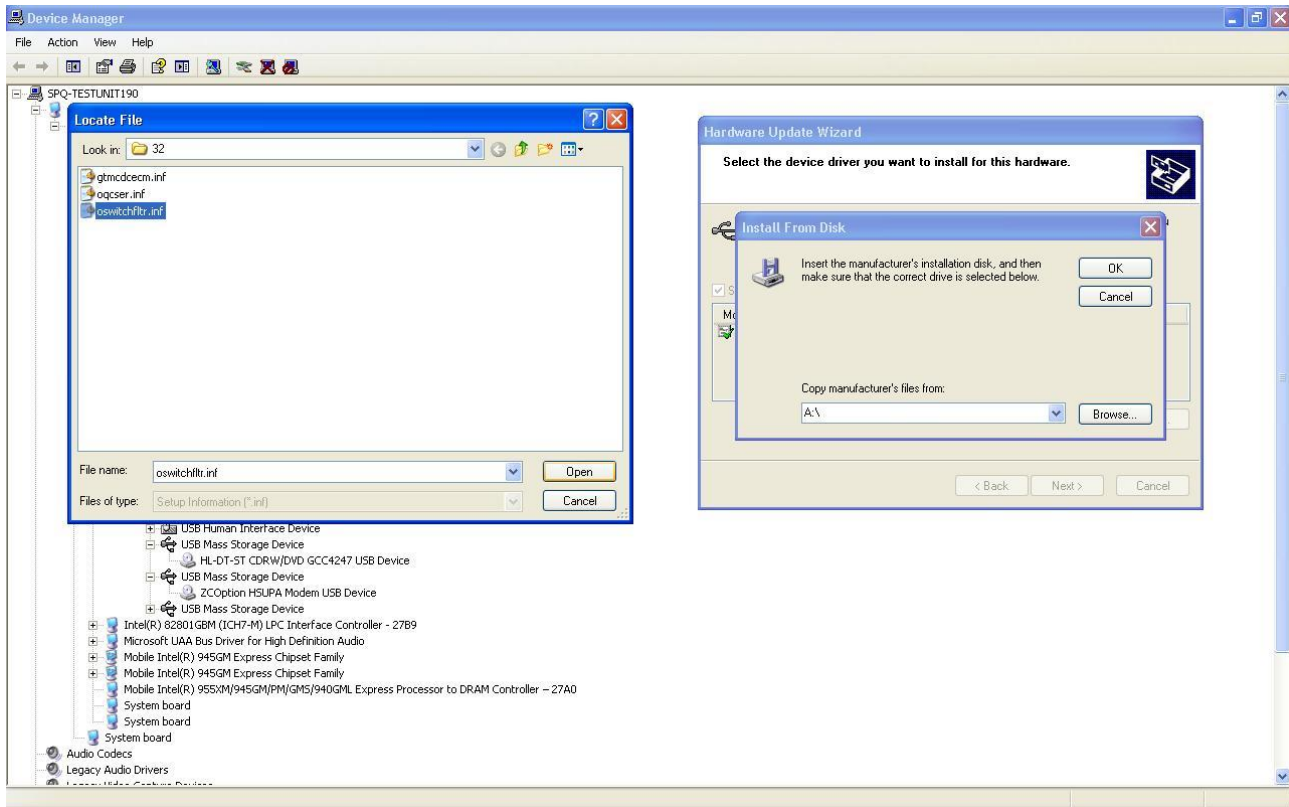 Device Manager
File Action View Help
SPQ-TESTUNIT190
Locate File
Look in: 32
gtmcdcecm.inf
oqcser.inf
oswitchfltr.inf
File name: oswitchfltr.inf
Open
Files of type: Setup Information (*.inf)
Cancel
Hardware Update Wizard
Select the device driver you want to install for this hardware.
Install From Disk
Insert the manufacturer's installation disk, and then
make sure that the correct drive is selected below.
OK
Cancel
S
Mo
Copy manufacturer's files from:
A:\
Browse...
< Back Next > Cancel
USB Human Interface Device
USB Mass Storage Device
HL-DT-ST CDRW/DVD GCC4247 USB Device
USB Mass Storage Device
ZCOption HSUPA Modem USB Device
USB Mass Storage Device
Intel(R) 82801GBM (ICH7-M) LPC Interface Controller - 27B9
Microsoft UAA Bus Driver for High Definition Audio
Mobile Intel(R) 945GM Express Chipset Family
Mobile Intel(R) 945GM Express Chipset Family
Mobile Intel(R) 955XM/945GM/PM/GMS/940GML Express Processor to DRAM Controller – 27A0
System board
System board
System board
Audio Codecs
Legacy Audio Drivers
Legacy Video Capture Devices